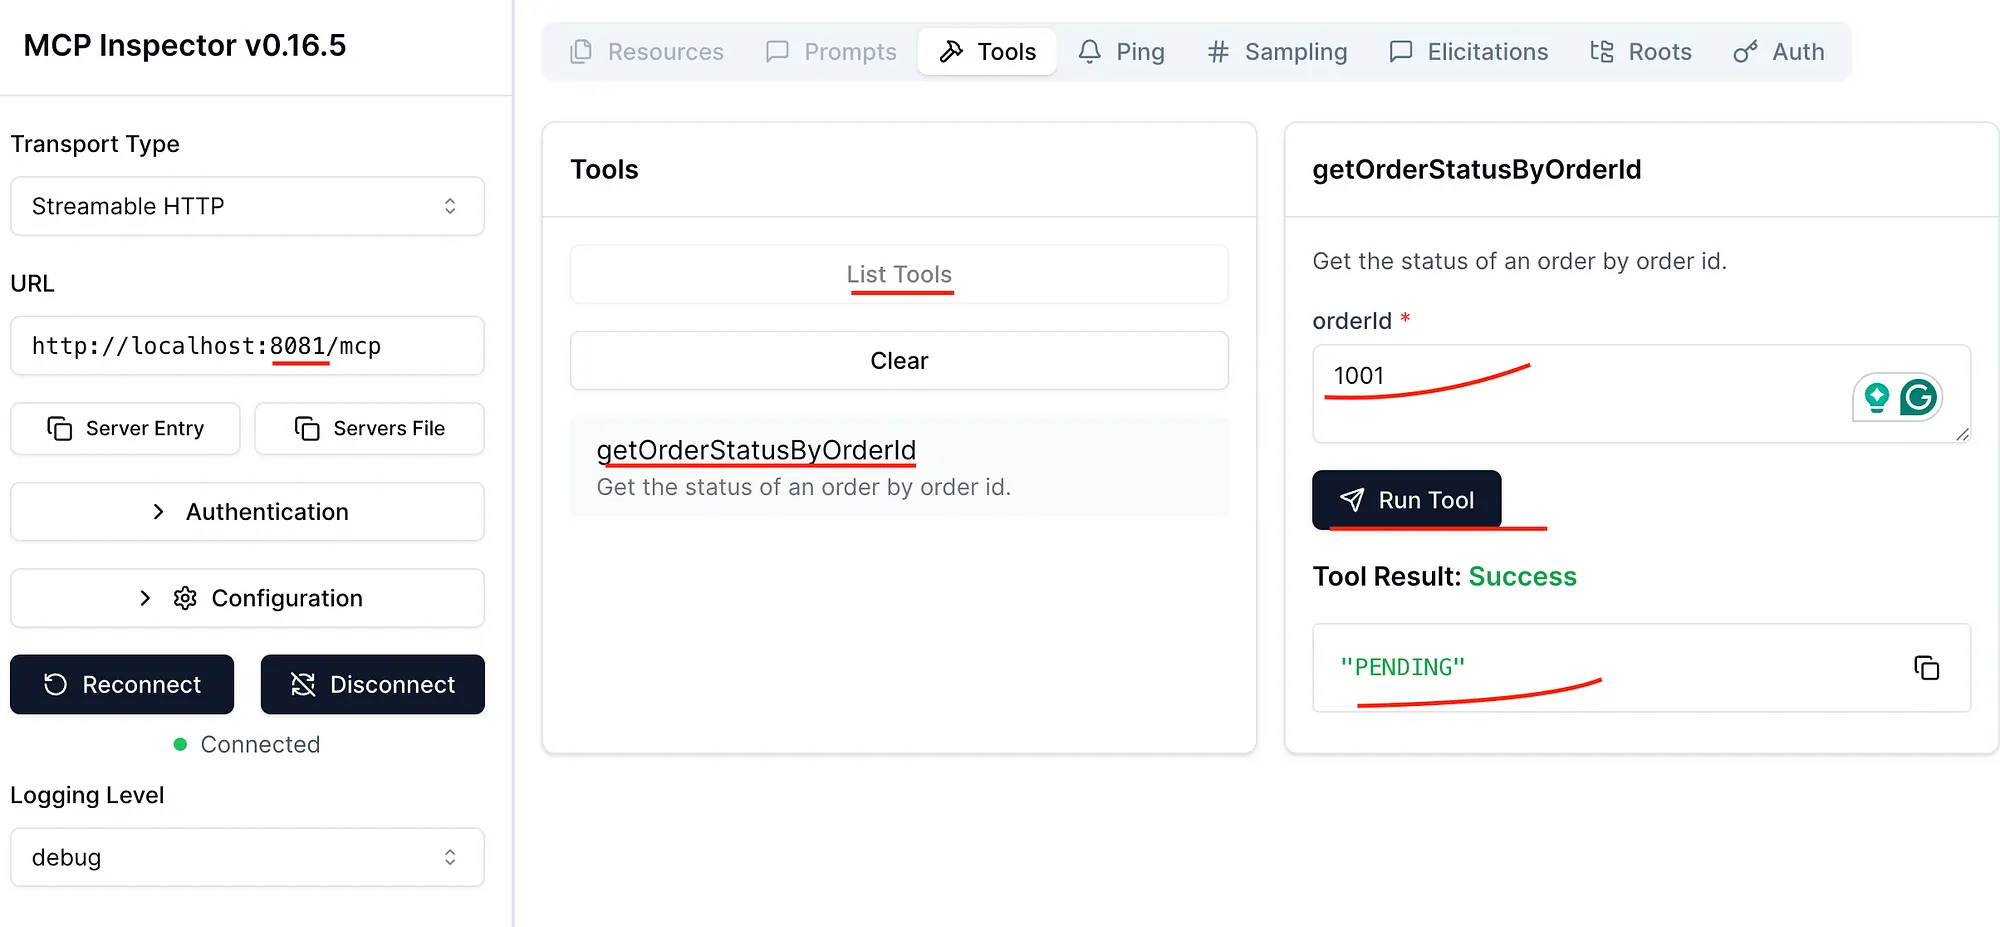 MCP Inspector v0.16.5
Transport Type
Streamable HTTP
URL
http://localhost:8081/mcp
Server Entry
Servers File
Authentication
Configuration
Reconnect
Disconnect
Connected
Logging Level
debug
Resources
Prompts
Tools
Ping
Sampling
Elicitations
Roots
Auth
Tools
List Tools
Clear
getOrderStatusByOrderId
Get the status of an order by order id.
getOrderStatusByOrderId
Get the status of an order by order id.
orderId *
1001
Run Tool
Tool Result: Success
"PENDING"